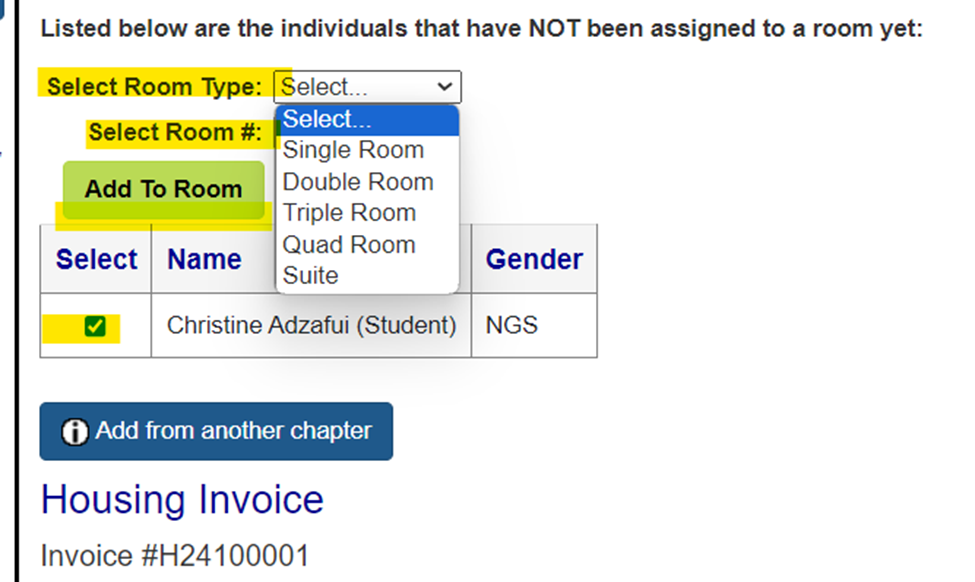 Listed below are the individuals that have NOT been assigned to a room yet:
Select Room Type: Select...
Select...
Select Room #:
Single Room
Double Room
Add To Room
Triple Room
Quad Room
Suite
Select Name Gender
Christine Adzafui (Student) NGS
Add from another chapter
Housing Invoice
Invoice #H24100001